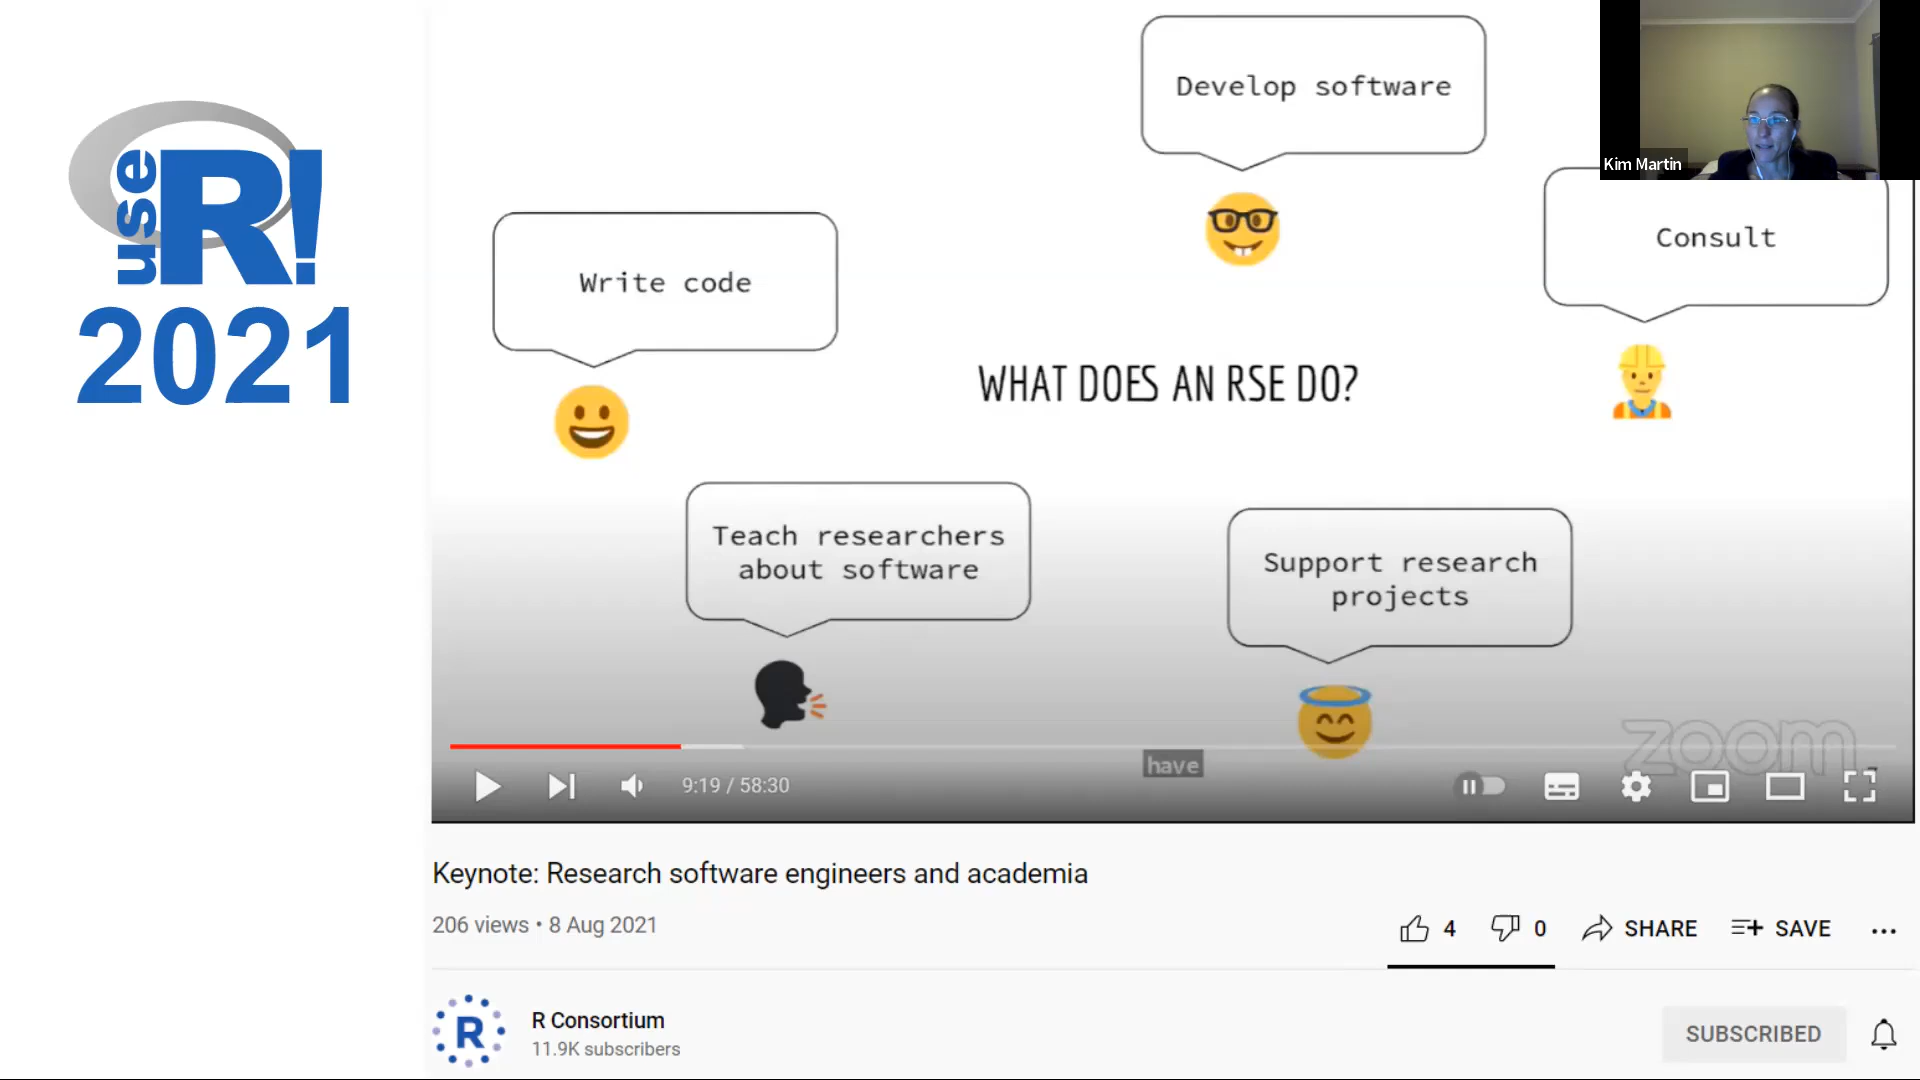 use
R!
2021
Develop software
Kim Martin
Consult
Write code
WHAT DOES AN RSE DO?
Teach researchers
about software
Support research
projects
zoom
have
9:19 / 58:30
Keynote: Research software engineers and academia
206 views • 8 Aug 2021
4
0
SHARE
SAVE
R
R Consortium
11.9K subscribers
SUBSCRIBED